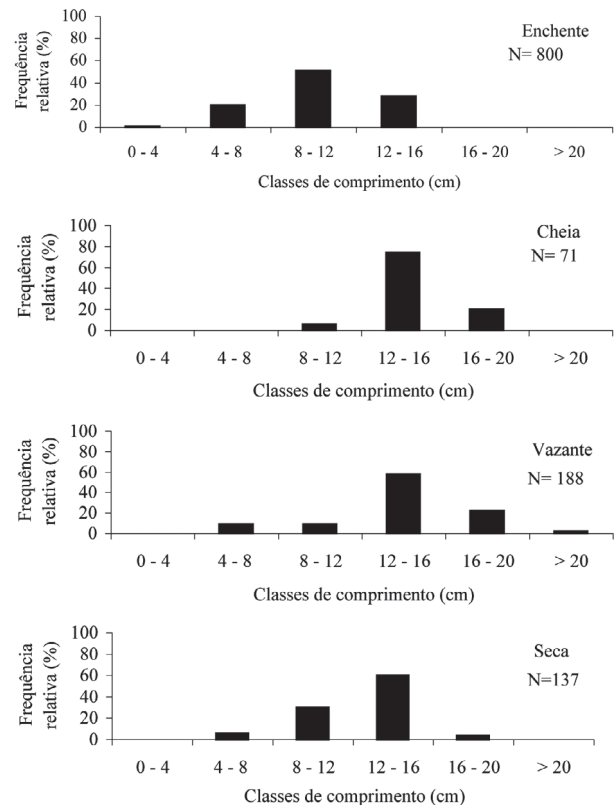 Enchente
N= 800
Frequência
relativa (%)
100
80
60
40
20
0
0 - 4 4 - 8 8 - 12 12 - 16 16 - 20 > 20
Classes de comprimento (cm)
Cheia
N= 71
Frequência
relativa (%)
100
80
60
40
20
0
0 - 4 4 - 8 8 - 12 12 - 16 16 - 20 > 20
Classes de comprimento (cm)
Vazante
N= 188
Frequência
relativa (%)
100
80
60
40
20
0
0 - 4 4 - 8 8 - 12 12 - 16 16 - 20 > 20
Classes de comprimento (cm)
Seca
N=137
Frequência
relativa (%)
100
80
60
40
20
0
0 - 4 4 - 8 8 - 12 12 - 16 16 - 20 > 20
Classes de comprimento (cm)